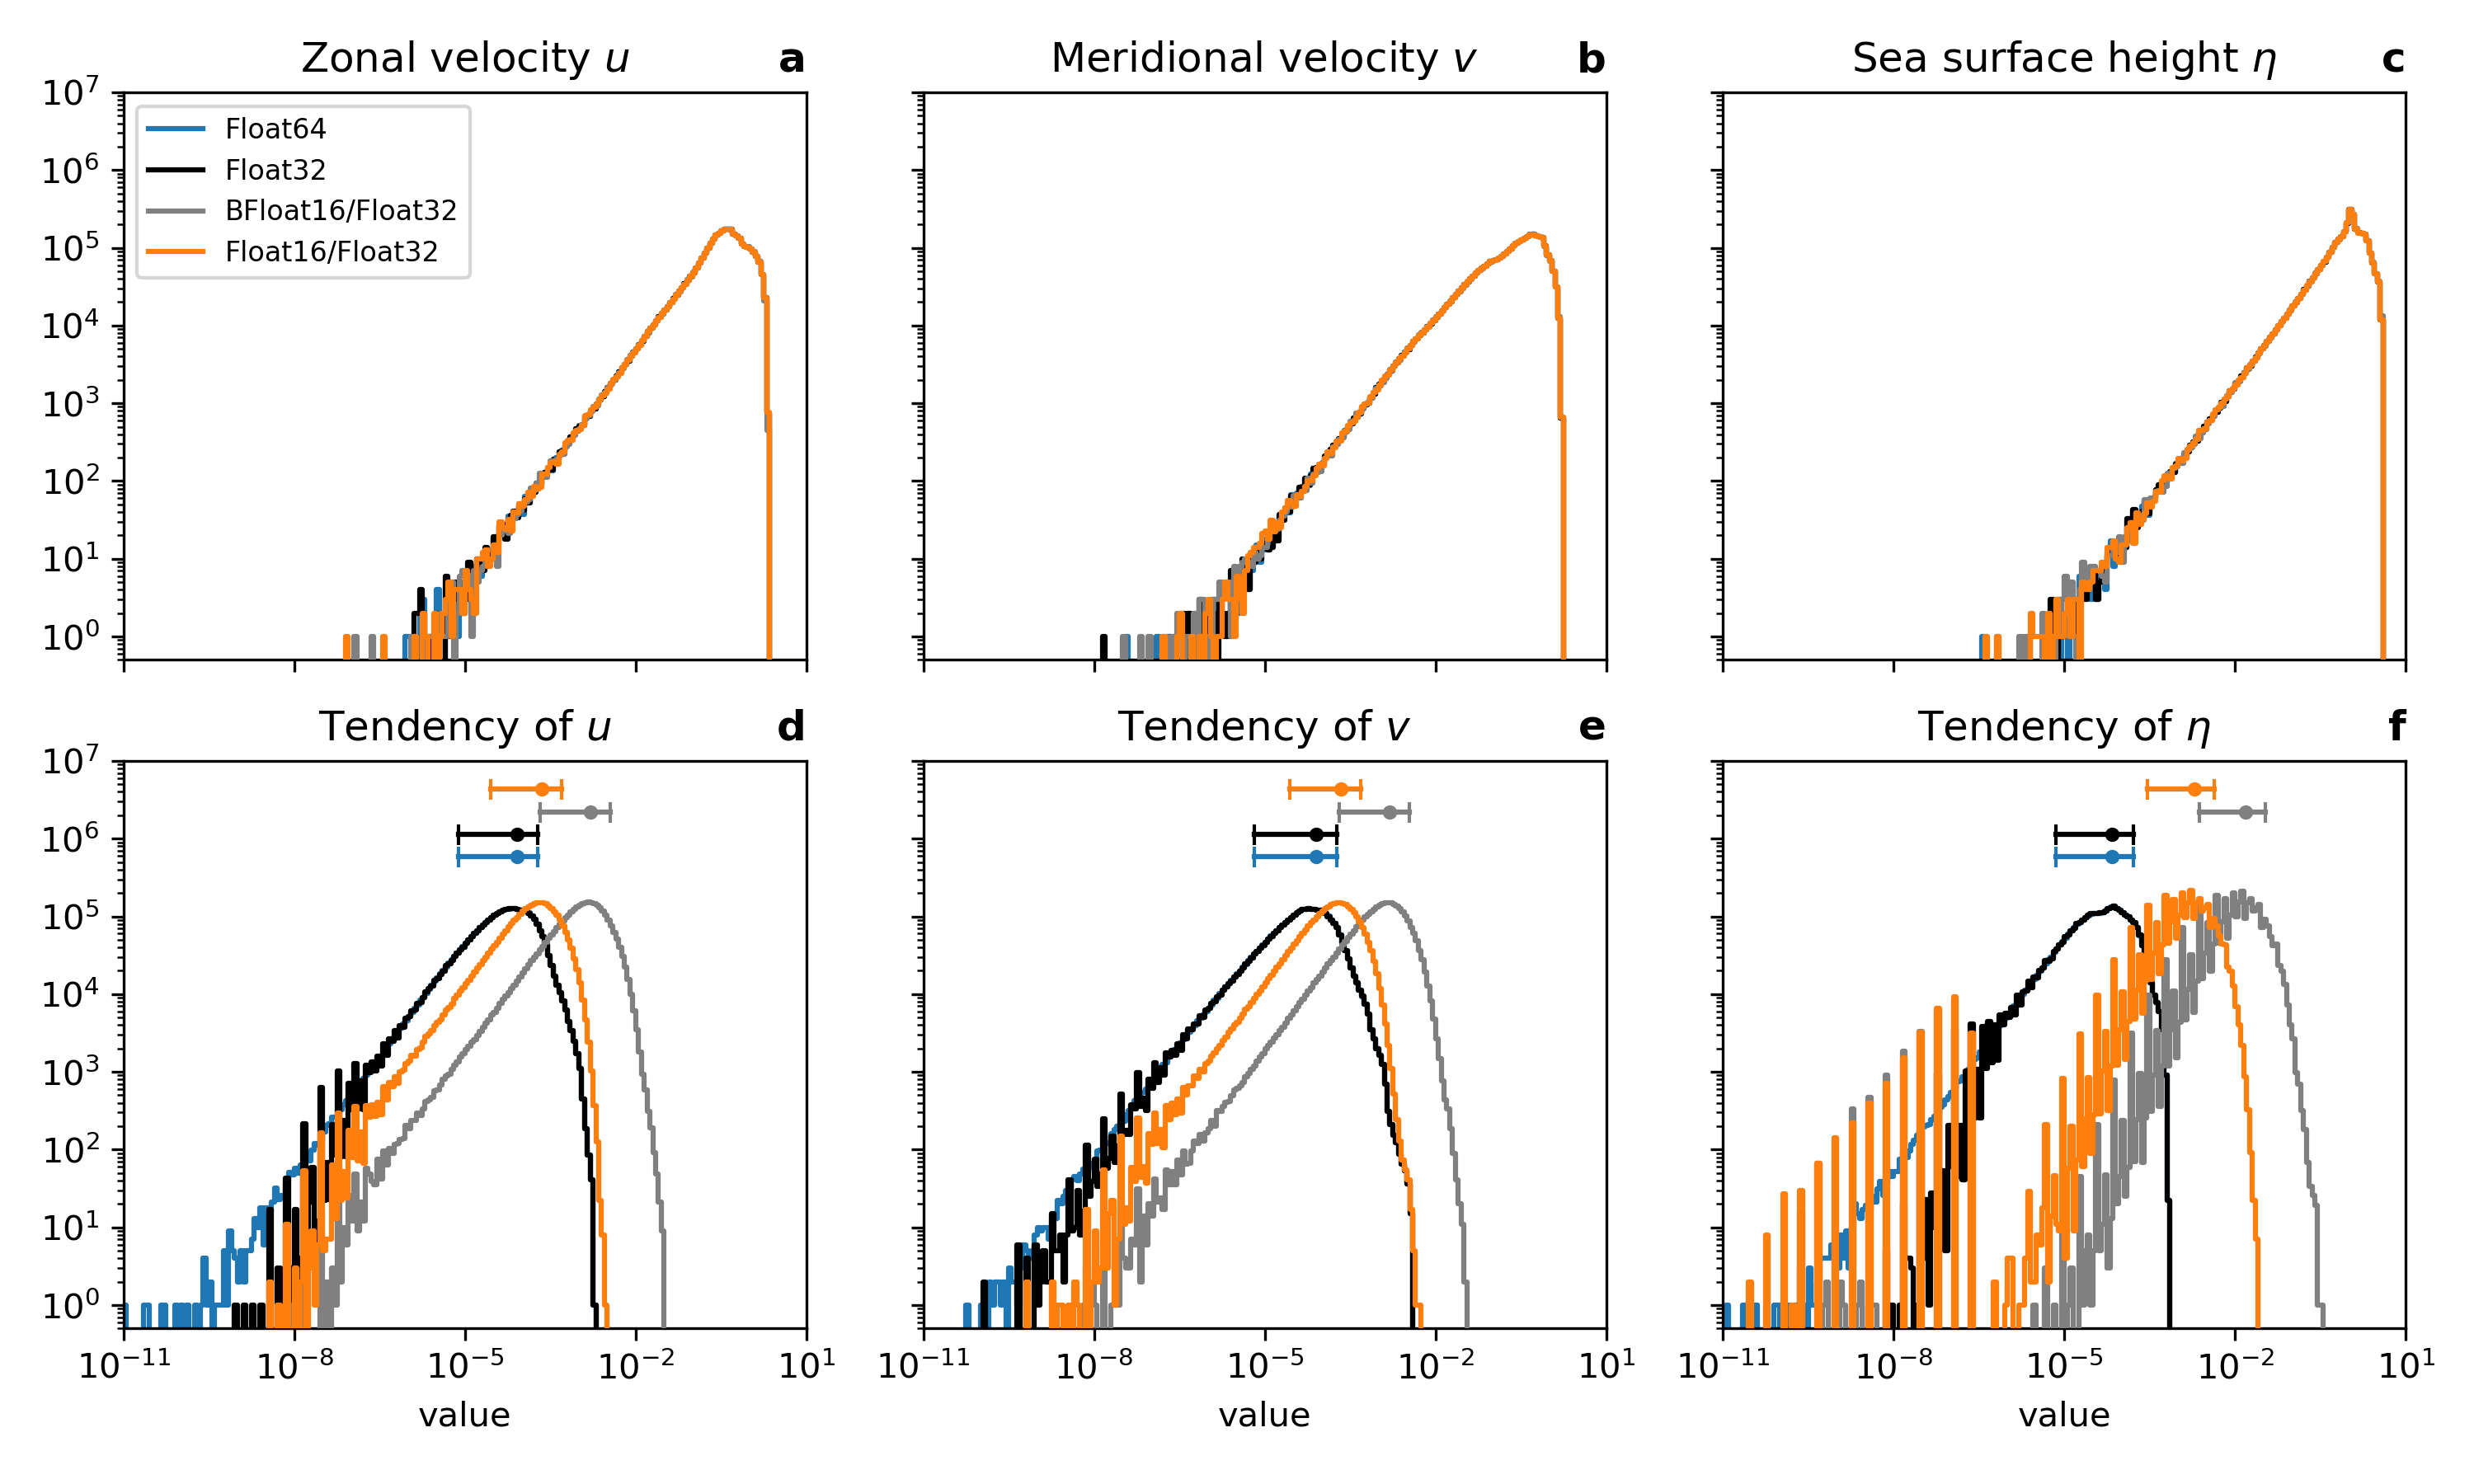 Zonal velocity u a
Meridional velocity v b
Sea surface height η c
10⁷
10⁶
10⁵
10⁴
10³
10²
10¹
10⁰
Float64
Float32
BFloat16/Float32
Float16/Float32
Tendency of u d
Tendency of v e
Tendency of η f
10⁷
10⁶
10⁵
10⁴
10³
10²
10¹
10⁰
10⁻¹¹ 10⁻⁸ 10⁻⁵ 10⁻² 10¹
10⁻¹¹ 10⁻⁸ 10⁻⁵ 10⁻² 10¹
10⁻¹¹ 10⁻⁸ 10⁻⁵ 10⁻² 10¹
value
value
value